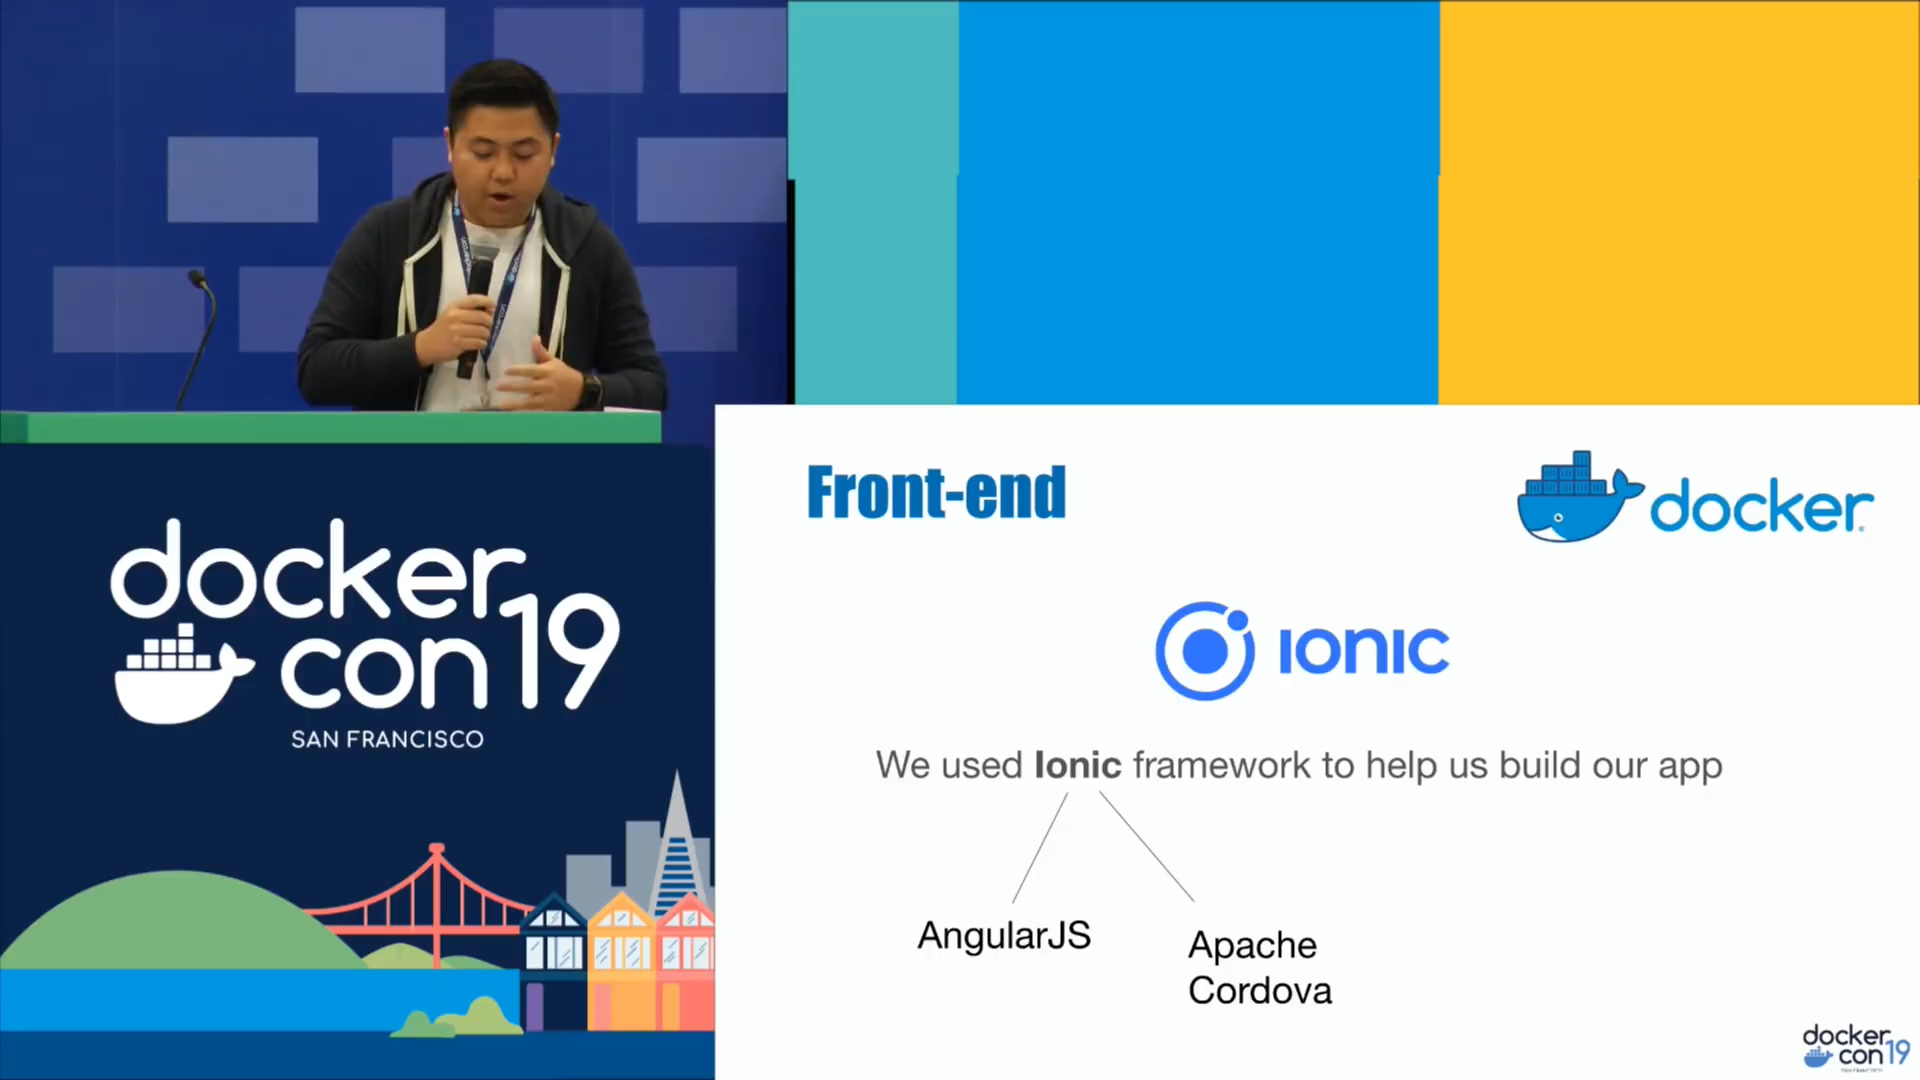 docker
con 19
SAN FRANCISCO
Front-end
docker
IONIC
We used Ionic framework to help us build our app
AngularJS
Apache
Cordova
docker
con 19